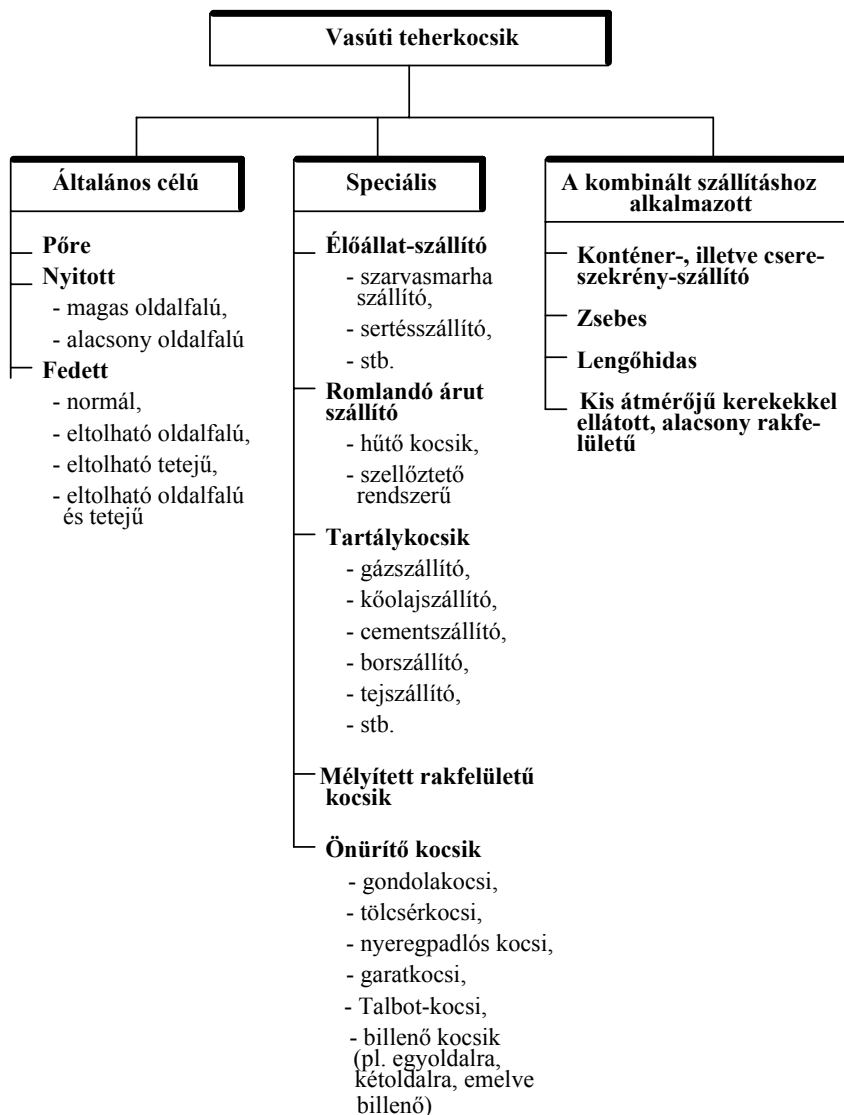 Vasúti teherkocsik
Általános célú
Pőre
Nyitott
- magas oldalfalú,
- alacsony oldalfalú
Fedett
- normál,
- eltolható oldalfalú,
- eltolható tetejű,
- eltolható oldalfalú
és tetejű
Speciális
Élőállat-szállító
- szarvasmarha
szállító,
- sertésszállító,
- stb.
Romlandó árut
szállító
- hűtő kocsik,
- szellőztető
rendszerű
Tartálykocsik
- gázszállító,
- kőolajszállító,
- cementszállító,
- borszállító,
- tejszállító,
- stb.
Mélyített rakfelületű
kocsik
Önürítő kocsik
- gondolakocsi,
- tölcsérkocsi,
- nyeregpadlós kocsi,
- garatkocsi,
- Talbot-kocsi,
- billenő kocsik
(pl. egyoldalra,
kétoldalra, emelve
billenő)
A kombinált szállításhoz
alkalmazott
Konténer-, illetve csere-
szekrény-szállító
Zsebes
Lengőhidas
Kis átmérőjű kerekekkel
ellátott, alacsony rakfe-
lületű